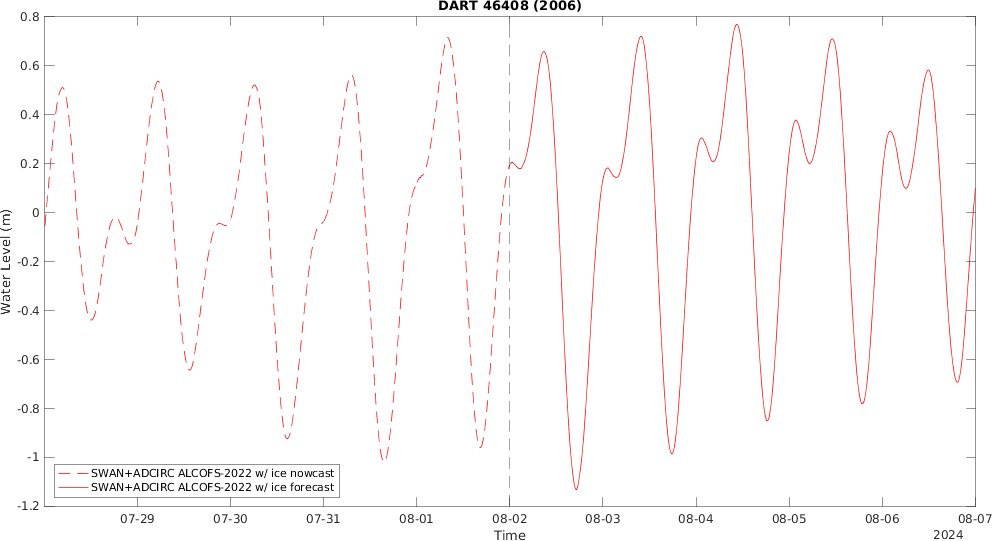 DART 46408 (2006)
0.8
0.6
0.4
0.2
0
-0.2
-0.4
-0.6
-0.8
-1
-1.2
Water Level (m)
SWAN+ADCIRC ALCOFS-2022 w/ ice nowcast
SWAN+ADCIRC ALCOFS-2022 w/ ice forecast
07-29 07-30 07-31 08-01 08-02 08-03 08-04 08-05 08-06 08-07
Time
2024